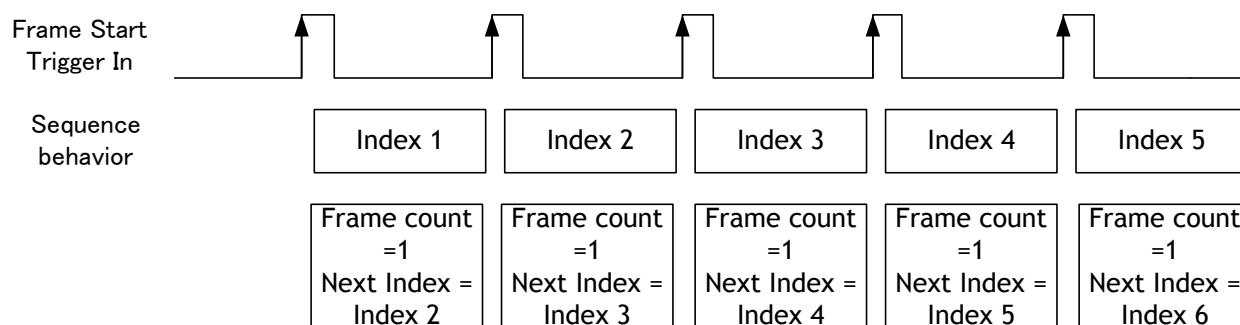 Frame Start
Trigger In
Sequence
behavior
Index 1
Index 2
Index 3
Index 4
Index 5
Frame count
=1
Next Index =
Index 2
Frame count
=1
Next Index =
Index 3
Frame count
=1
Next Index =
Index 4
Frame count
=1
Next Index =
Index 5
Frame count
=1
Next Index =
Index 6